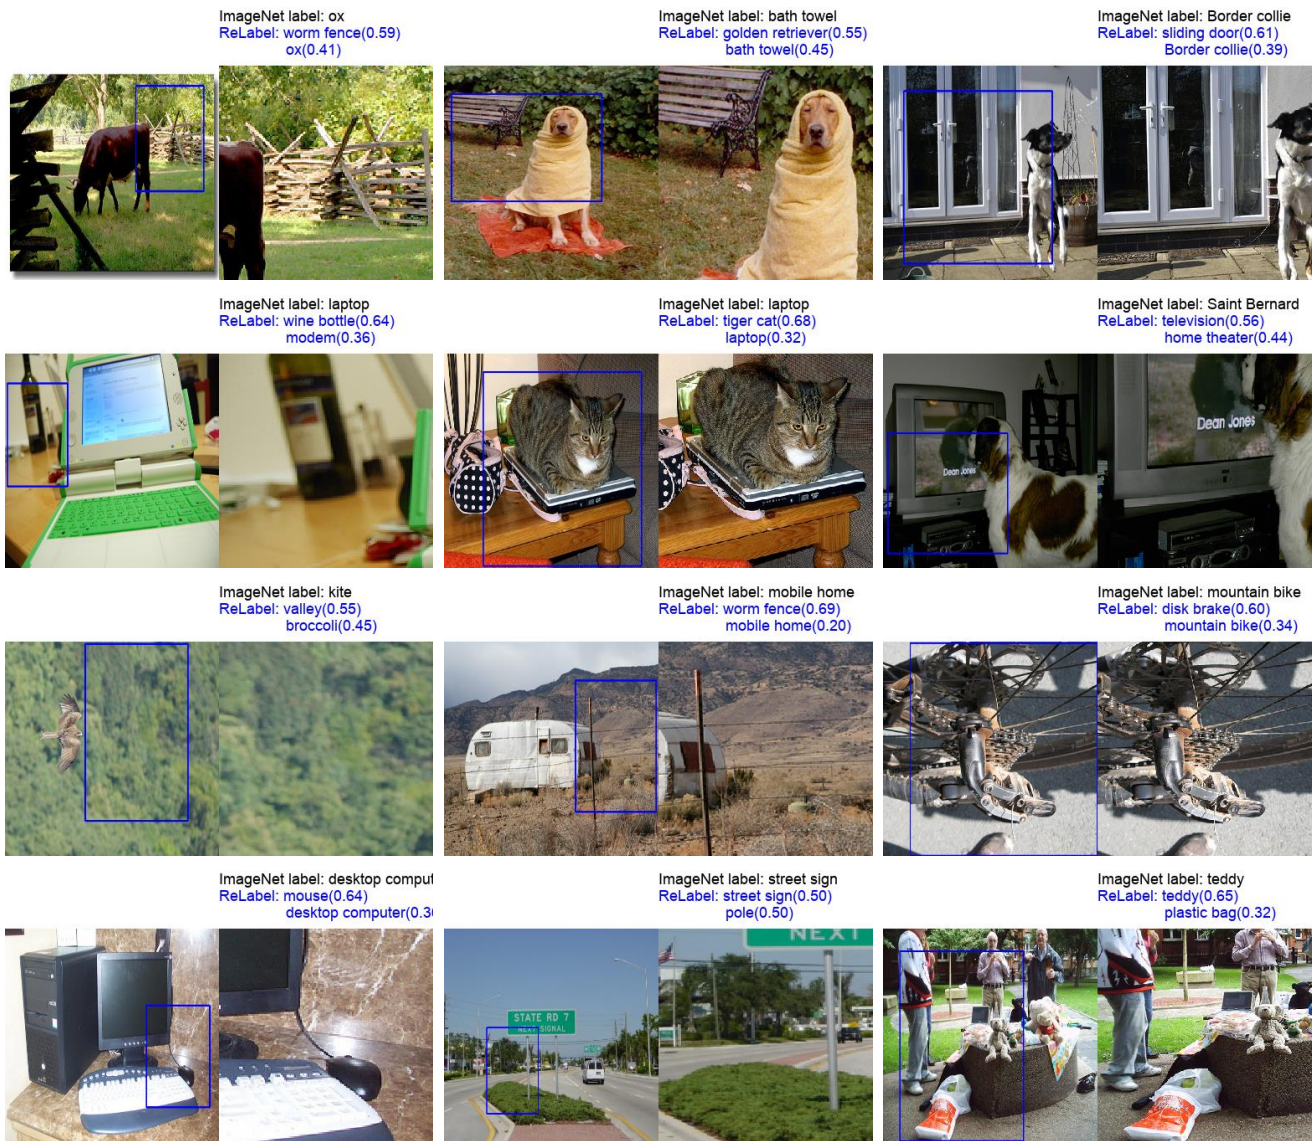 ImageNet label: ox
ReLabel: worm fence(0.59)
ox(0.41)
ImageNet label: bath towel
ReLabel: golden retriever(0.55)
bath towel(0.45)
ImageNet label: Border collie
ReLabel: sliding door(0.61)
Border collie(0.39)
ImageNet label: laptop
ReLabel: wine bottle(0.64)
modem(0.36)
ImageNet label: laptop
ReLabel: tiger cat(0.68)
laptop(0.32)
ImageNet label: Saint Bernard
ReLabel: television(0.56)
home theater(0.44)
Dean Jones
Dean Jones
ImageNet label: kite
ReLabel: valley(0.55)
broccoli(0.45)
ImageNet label: mobile home
ReLabel: worm fence(0.69)
mobile home(0.20)
ImageNet label: mountain bike
ReLabel: disk brake(0.60)
mountain bike(0.34)
ImageNet label: desktop comput
ReLabel: mouse(0.64)
desktop computer(0.3
ImageNet label: street sign
ReLabel: street sign(0.50)
pole(0.50)
ImageNet label: teddy
ReLabel: teddy(0.65)
plastic bag(0.32)
STATE RD 7
NEXT SIGNAL
NEXT